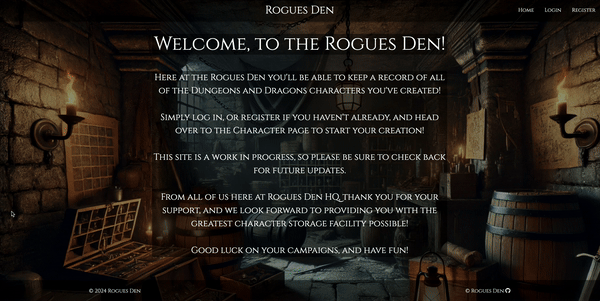 Rogues Den
Home Login Register
Welcome, to the Rogues Den!
Here at the Rogues Den you'll be able to keep a record of all
of the Dungeons and Dragons characters you've created!
Simply log in, or register if you haven't already, and head
over to the Character page to start your creation!
This site is a work in progress, so please be sure to check back
for future updates.
From all of us here at Rogues Den HQ thank you for your
support, and we look forward to providing you with the
greatest character storage facility possible!
Good luck on your campaigns, and have fun!
© 2024 Rogues Den
© Rogues Den